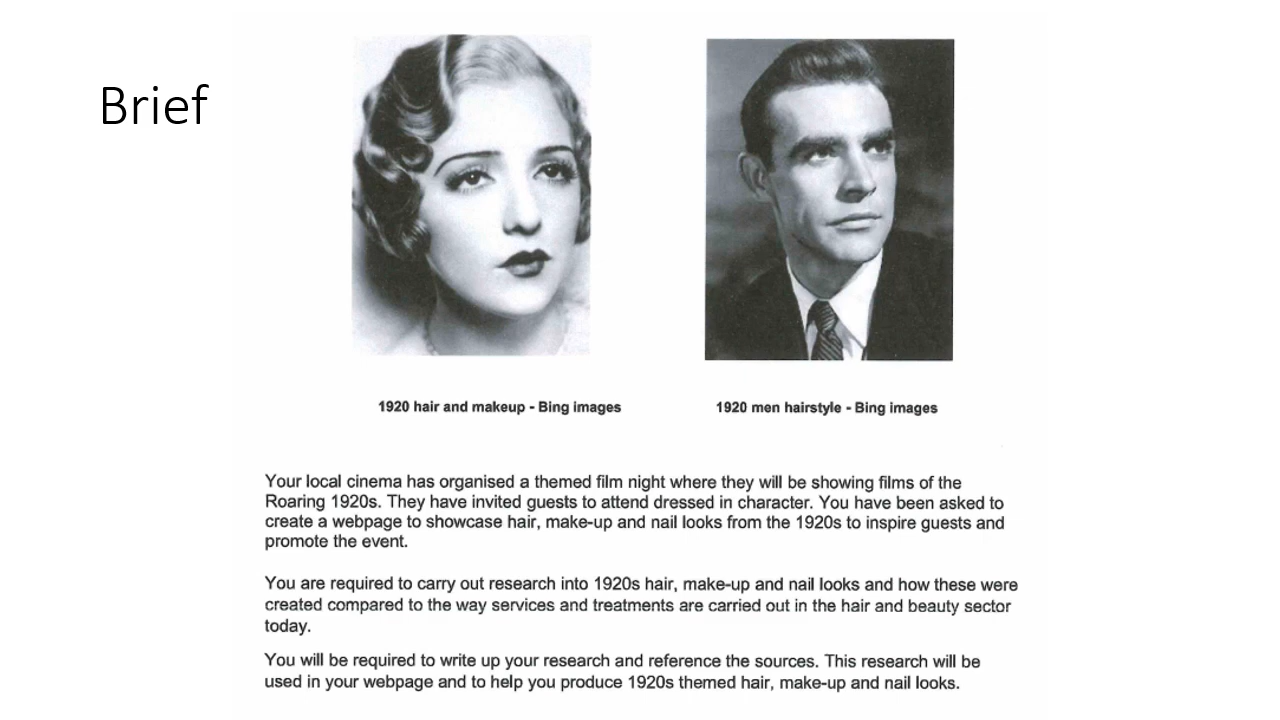 Brief
1920 hair and makeup - Bing images
1920 men hairstyle - Bing images
Your local cinema has organised a themed film night where they will be showing films of the
Roaring 1920s. They have invited guests to attend dressed in character. You have been asked to
create a webpage to showcase hair, make-up and nail looks from the 1920s to inspire guests and
promote the event.
You are required to carry out research into 1920s hair, make-up and nail looks and how these were
created compared to the way services and treatments are carried out in the hair and beauty sector
today.
You will be required to write up your research and reference the sources. This research will be
used in your webpage and to help you produce 1920s themed hair, make-up and nail looks.